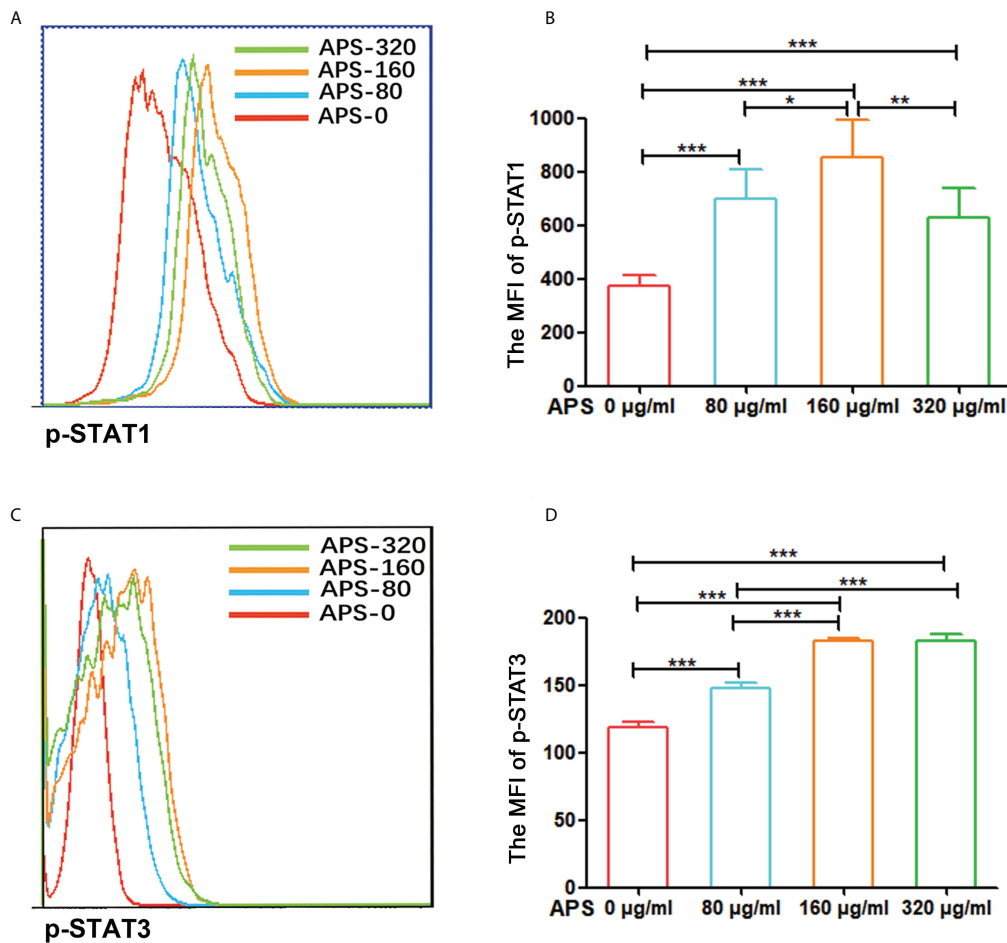 A
APS-320
APS-160
APS-80
APS-0
p-STAT1
B
***
***
*
**
***
The MFI of p-STAT1
1000
800
600
400
200
0
APS 0 µg/ml 80 µg/ml 160 µg/ml 320 µg/ml
C
APS-320
APS-160
APS-80
APS-0
p-STAT3
D
***
***
***
***
***
The MFI of p-STAT3
200
150
100
50
0
APS 0 µg/ml 80 µg/ml 160 µg/ml 320 µg/ml